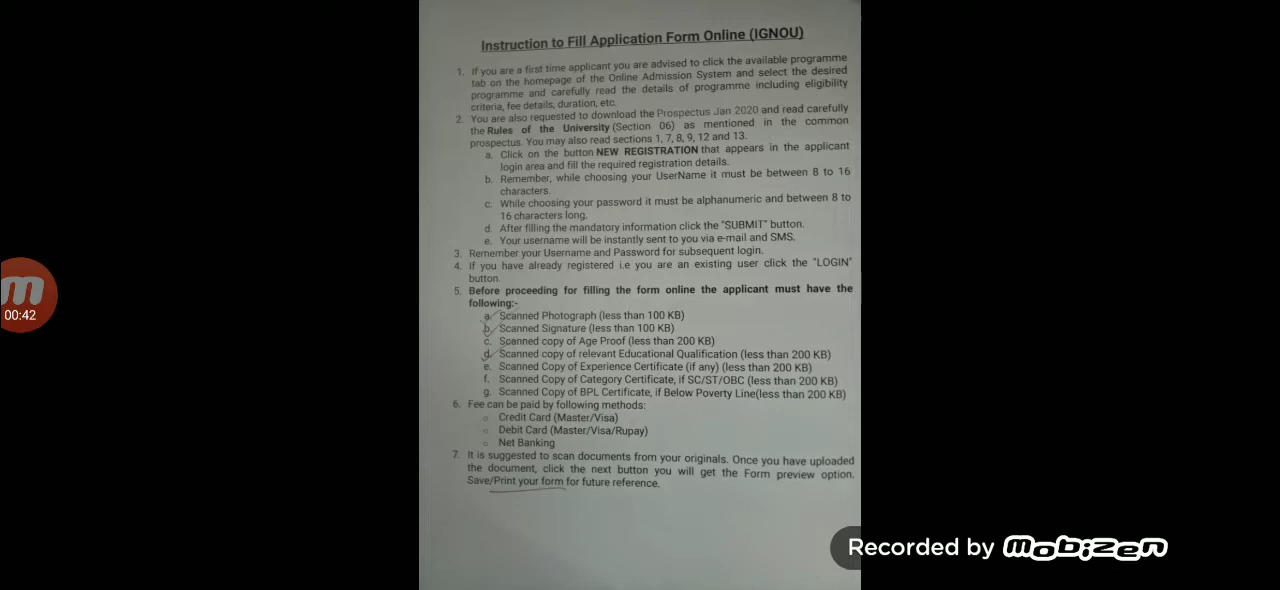 Instruction to Fill Application Form Online (IGNOU)
1. If you are a first time applicant you are advised to click the available programme
tab on the homepage of the Online Admission System and select the desired
programme and carefully read the details of programme including eligibility
criteria, fee details, duration, etc.
2. You are also requested to download the Prospectus Jan 2020 and read carefully
the Rules of the University (Section 06) as mentioned in the common
prospectus. You may also read sections 1, 7, 8, 9, 12 and 13.
a. Click on the button NEW REGISTRATION that appears in the applicant
login area and fill the required registration details.
b. Remember, while choosing your UserName it must be between 8 to 16
characters.
c. While choosing your password it must be alphanumeric and between 8 to
16 characters long.
d. After filling the mandatory information click the "SUBMIT" button.
e. Your username will be instantly sent to you via e-mail and SMS.
3. Remember your Username and Password for subsequent login.
4. If you have already registered i.e you are an existing user click the "LOGIN"
button.
5. Before proceeding for filling the form online the applicant must have the
following:-
a. Scanned Photograph (less than 100 KB)
b. Scanned Signature (less than 100 KB)
c. Scanned copy of Age Proof (less than 200 KB)
d. Scanned copy of relevant Educational Qualification (less than 200 KB)
e. Scanned Copy of Experience Certificate (if any) (less than 200 KB)
f. Scanned Copy of Category Certificate, if SC/ST/OBC (less than 200 KB)
g. Scanned Copy of BPL Certificate, if Below Poverty Line(less than 200 KB)
6. Fee can be paid by following methods:
o Credit Card (Master/Visa)
o Debit Card (Master/Visa/Rupay)
o Net Banking
7. It is suggested to scan documents from your originals. Once you have uploaded
the document, click the next button you will get the Form preview option.
Save/Print your form for future reference.
m
00:42
Recorded by mobizen